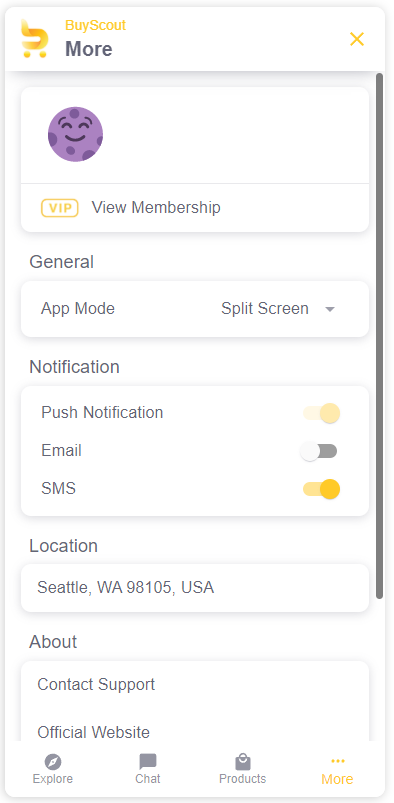 BuyScout
More
VIP View Membership
General
App Mode Split Screen
Notification
Push Notification
Email
SMS
Location
Seattle, WA 98105, USA
About
Contact Support
Official Website
Explore Chat Products More